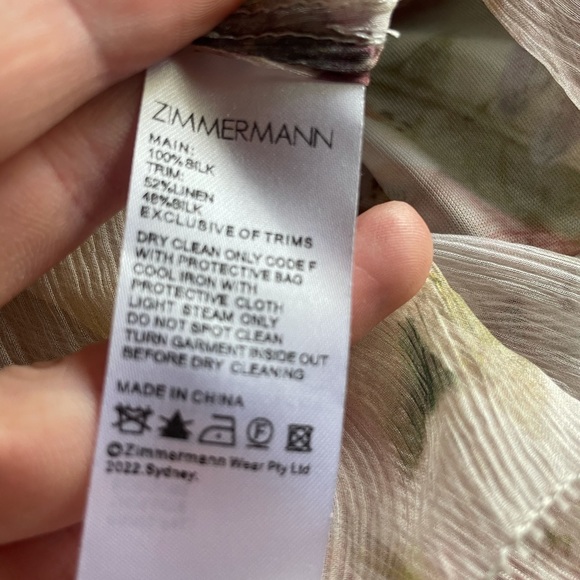 ZIMMERMANN
MAIN:
100%SILK
TRIM:
52%LINEN
48%SILK
EXCLUSIVE OF TRIMS
DRY CLEAN ONLY CODE F
WITH PROTECTIVE BAG
COOL IRON WITH
PROTECTIVE CLOTH
LIGHT STEAM ONLY
DO NOT SPOT CLEAN
TURN GARMENT INSIDE OUT
BEFORE DRY CLEANING
MADE IN CHINA
F
©Zimmermann Wear Pty Ltd
2022.Sydney.